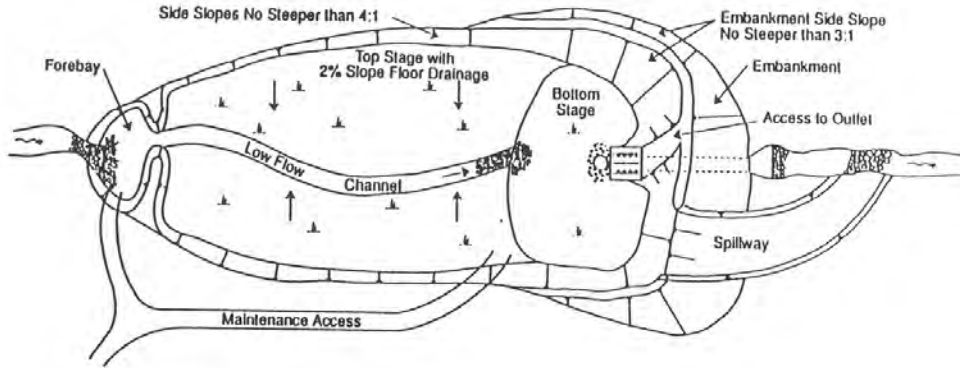 Side Slopes No Steeper than 4:1
Embankment Side Slope
No Steeper than 3:1
Forebay
Top Stage with
2% Slope Floor Drainage
Embankment
Bottom
Stage
Access to Outlet
Low Flow
Channel
Spillway
Maintenance Access